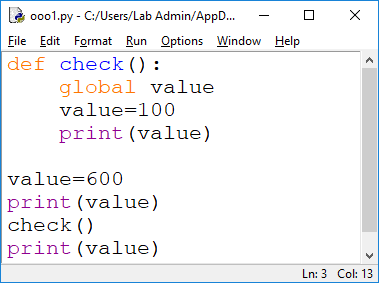 ooo1.py - C:/Users/Lab Admin/AppD...
File Edit Format Run Options Window Help
def check():
    global value
    value=100
    print(value)

value=600
print(value)
check()
print(value)
Ln: 3 Col: 13